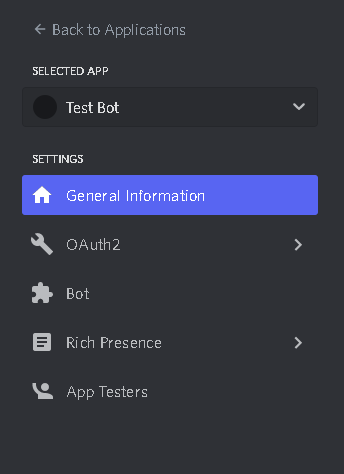 Back to Applications
SELECTED APP
Test Bot
SETTINGS
General Information
OAuth2
Bot
Rich Presence
App Testers